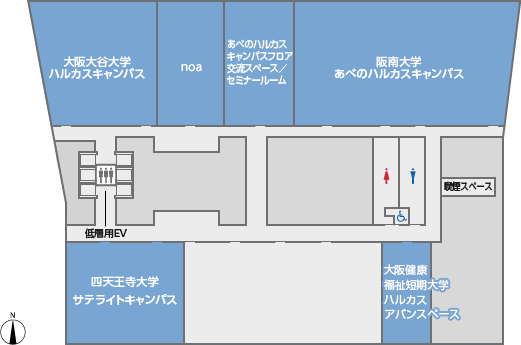 大阪大谷大学
ハルカスキャンパス
noa
あべのハルカス
キャンパスフロア
交流スペース／
セミナールーム
阪南大学
あべのハルカスキャンパス
喫煙スペース
低層用EV
四天王寺大学
サテライトキャンパス
大阪健康
福祉短期大学
ハルカス
アバンスペース
N